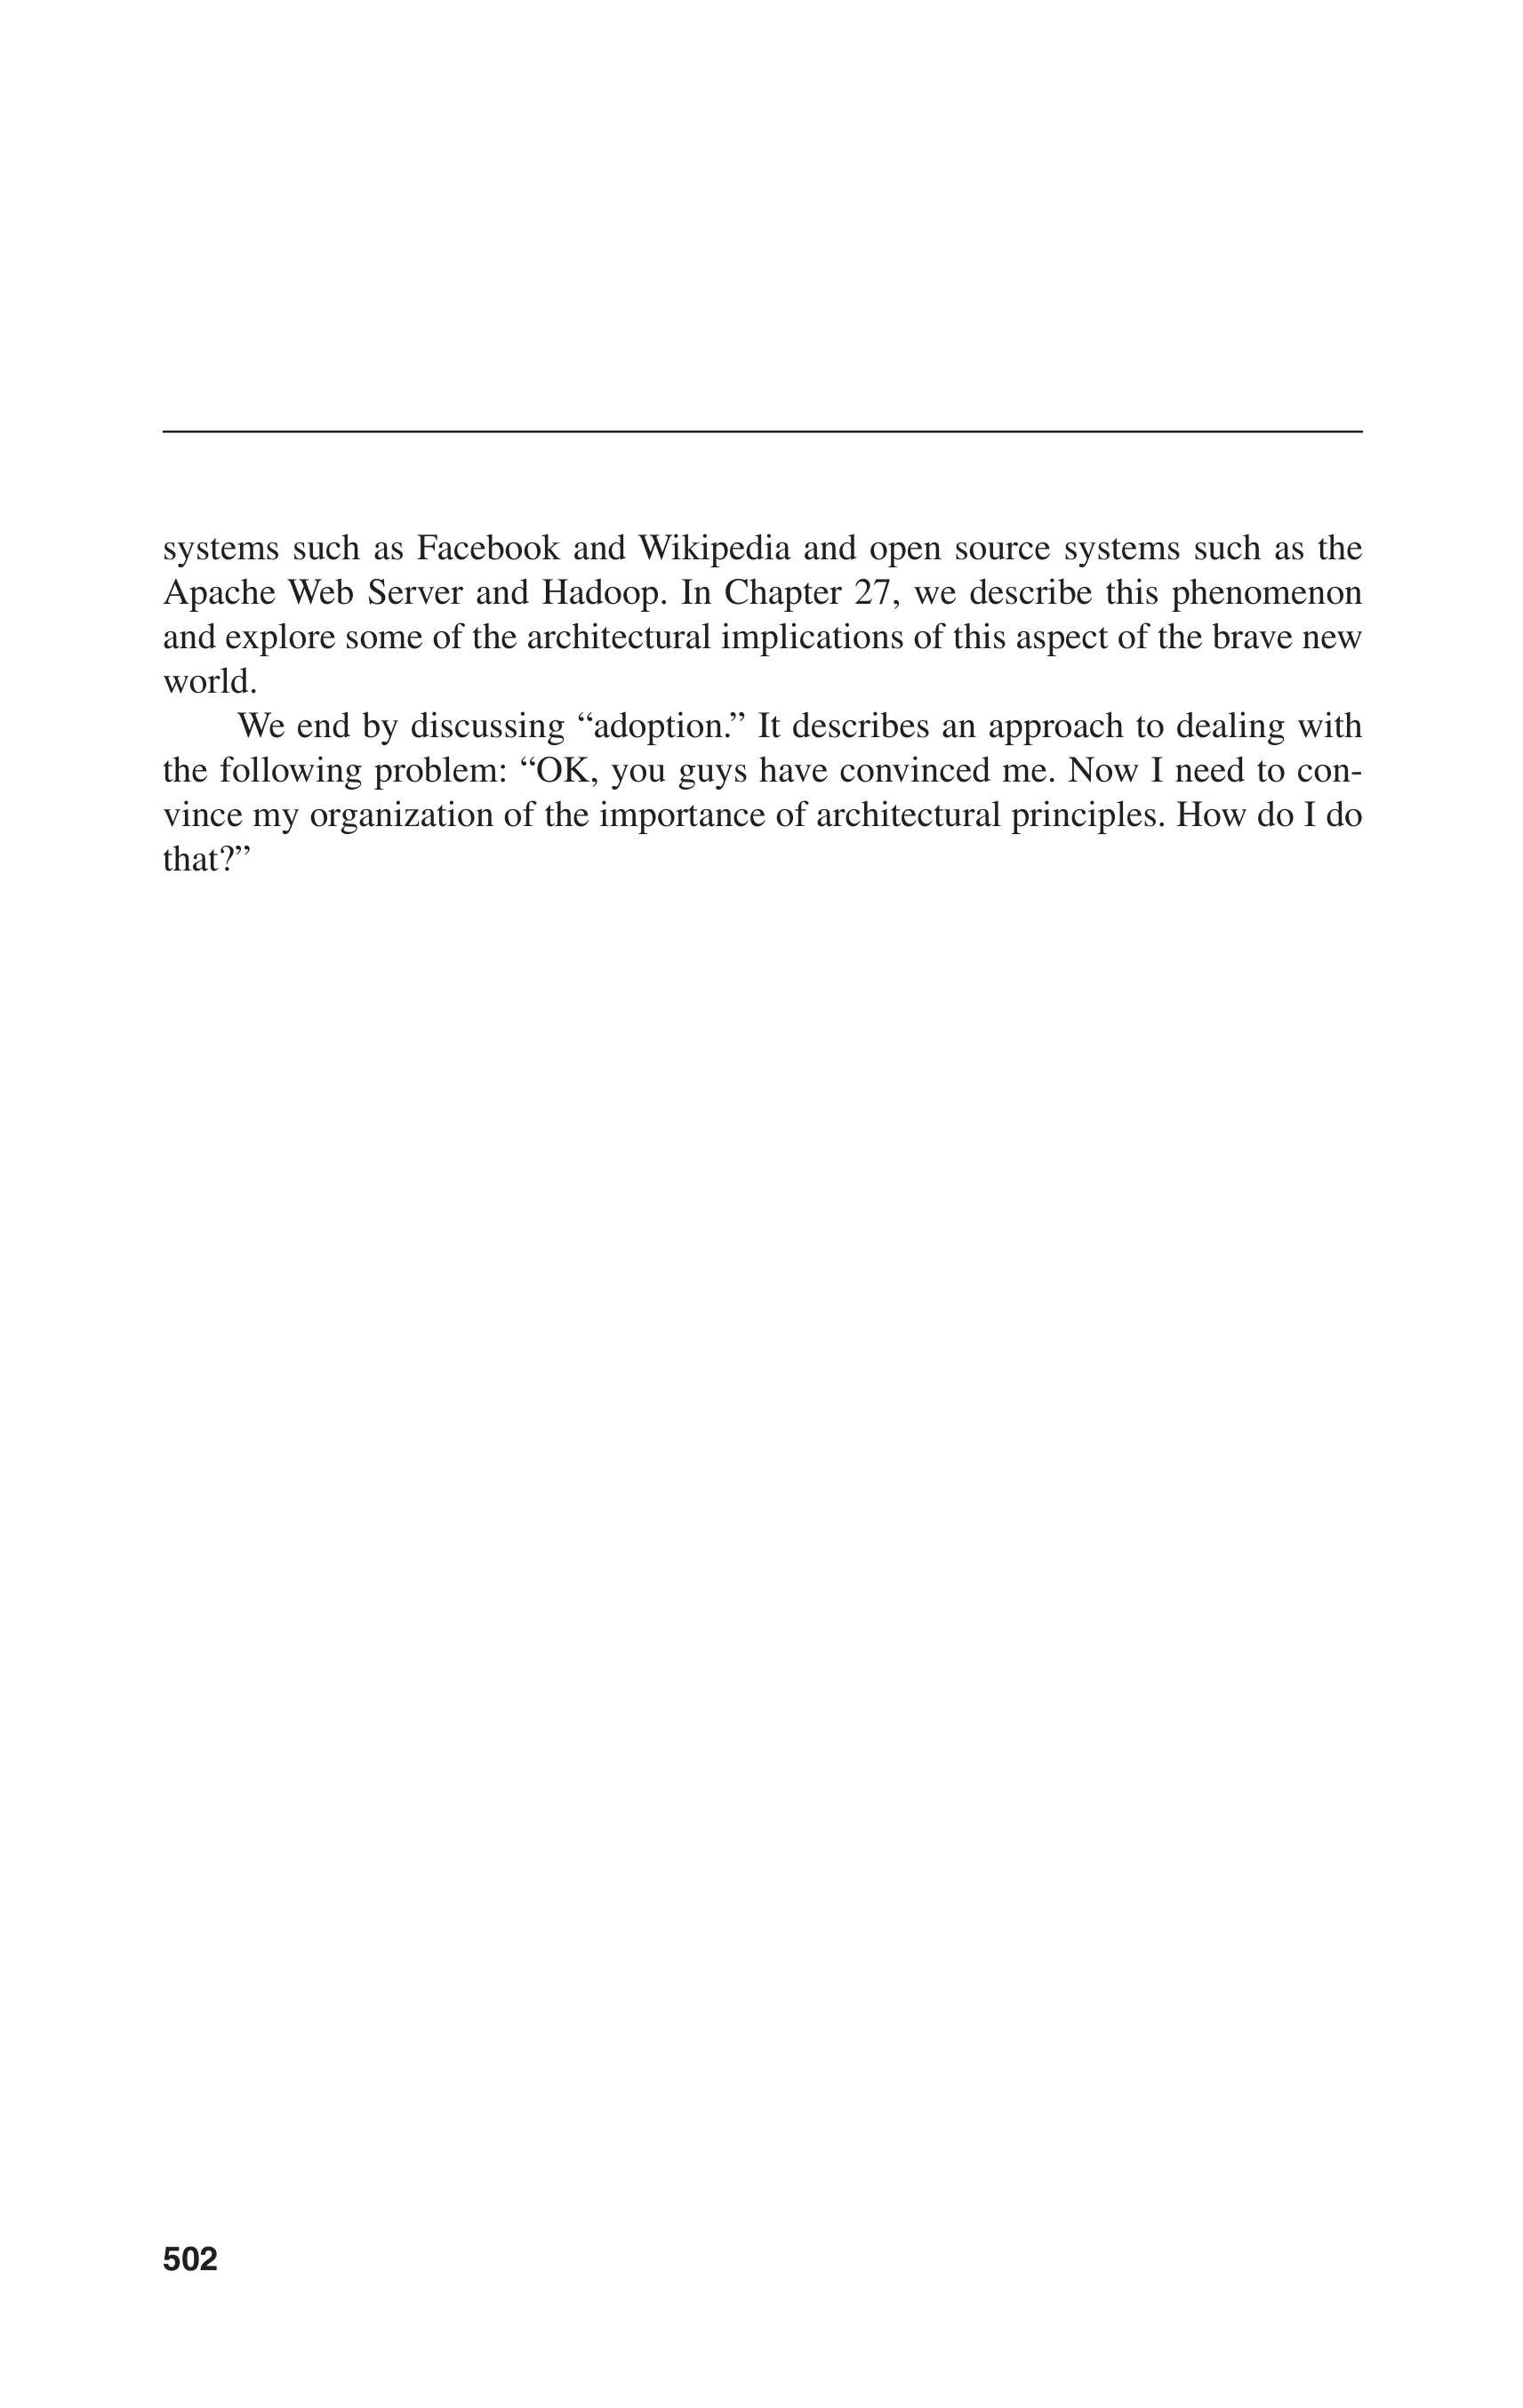 systems such as Facebook and Wikipedia and open source systems such as the
Apache Web Server and Hadoop. In Chapter 27, we describe this phenomenon
and explore some of the architectural implications of this aspect of the brave new
world.
We end by discussing “adoption.” It describes an approach to dealing with
the following problem: “OK, you guys have convinced me. Now I need to con-
vince my organization of the importance of architectural principles. How do I do
that?”
502